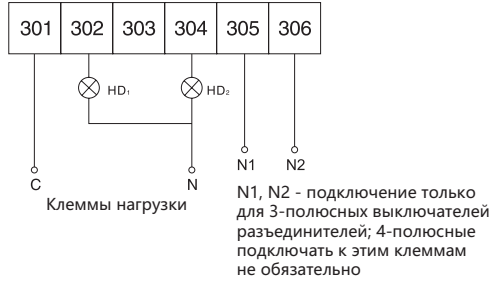 301 302 303 304 305 306
HD₁ HD₂
N1 N2
C N
Клеммы нагрузки
N1, N2 - подключение только
для 3-полюсных выключателей
разъединителей; 4-полюсные
подключать к этим клеммам
не обязательно